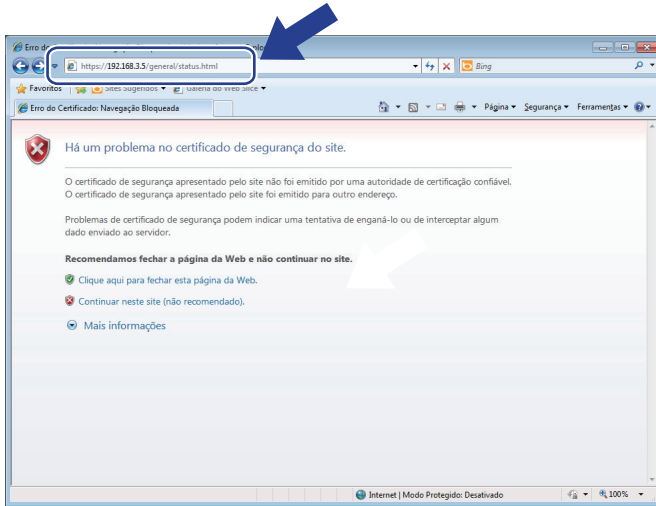 Erro do
https://192.168.3.5/general/status.html
Bing
Favoritos Sites Sugeridos Galeria do Web Slice
Erro do Certificado: Navegação Bloqueada
Página Segurança Ferramentas
Há um problema no certificado de segurança do site.
O certificado de segurança apresentado pelo site não foi emitido por uma autoridade de certificação confiável.
O certificado de segurança apresentado pelo site foi emitido para outro endereço.
Problemas de certificado de segurança podem indicar uma tentativa de enganá-lo ou de interceptar algum
dado enviado ao servidor.
Recomendamos fechar a página da Web e não continuar no site.
Clique aqui para fechar esta página da Web.
Continuar neste site (não recomendado).
Mais informações
Internet | Modo Protegido: Desativado
100%